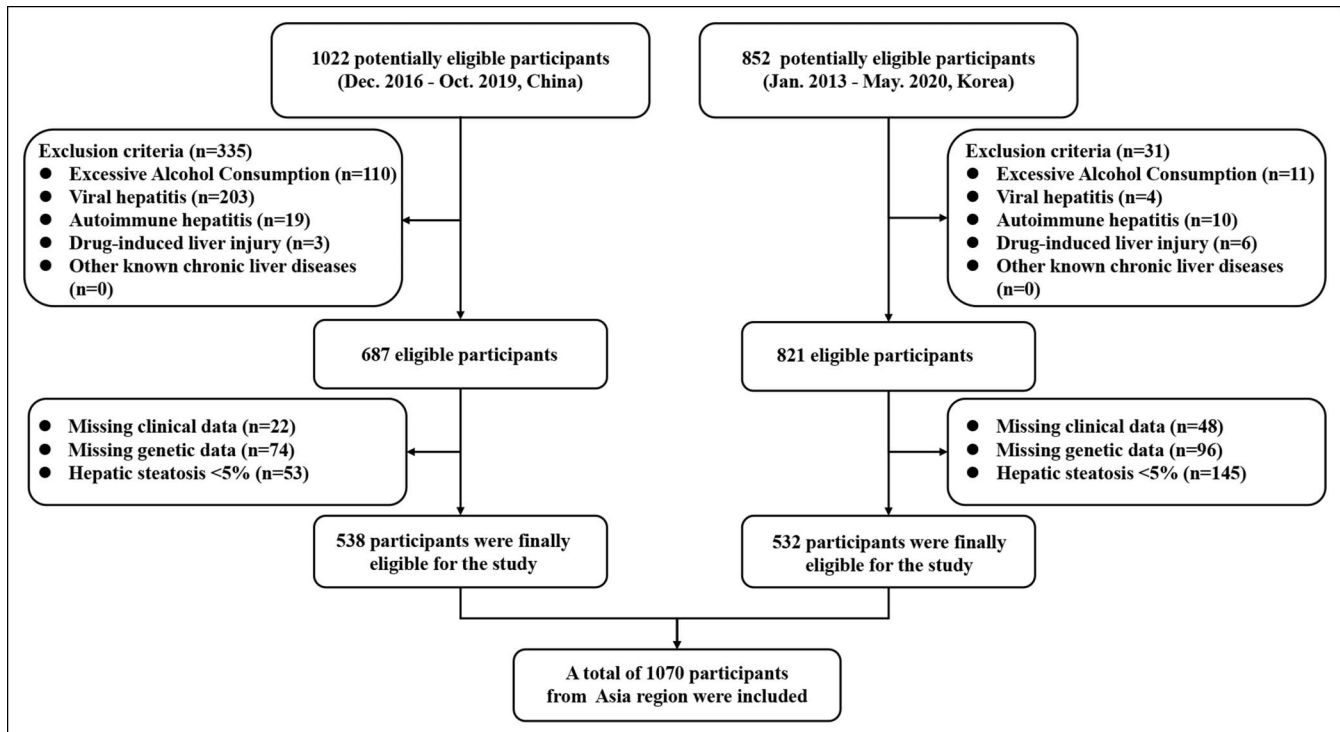 1022 potentially eligible participants
(Dec. 2016 - Oct. 2019, China)
852 potentially eligible participants
(Jan. 2013 - May. 2020, Korea)
Exclusion criteria (n=335)
● Excessive Alcohol Consumption (n=110)
● Viral hepatitis (n=203)
● Autoimmune hepatitis (n=19)
● Drug-induced liver injury (n=3)
● Other known chronic liver diseases
(n=0)
Exclusion criteria (n=31)
● Excessive Alcohol Consumption (n=11)
● Viral hepatitis (n=4)
● Autoimmune hepatitis (n=10)
● Drug-induced liver injury (n=6)
● Other known chronic liver diseases
(n=0)
687 eligible participants
821 eligible participants
● Missing clinical data (n=22)
● Missing genetic data (n=74)
● Hepatic steatosis <5% (n=53)
● Missing clinical data (n=48)
● Missing genetic data (n=96)
● Hepatic steatosis <5% (n=145)
538 participants were finally
eligible for the study
532 participants were finally
eligible for the study
A total of 1070 participants
from Asia region were included